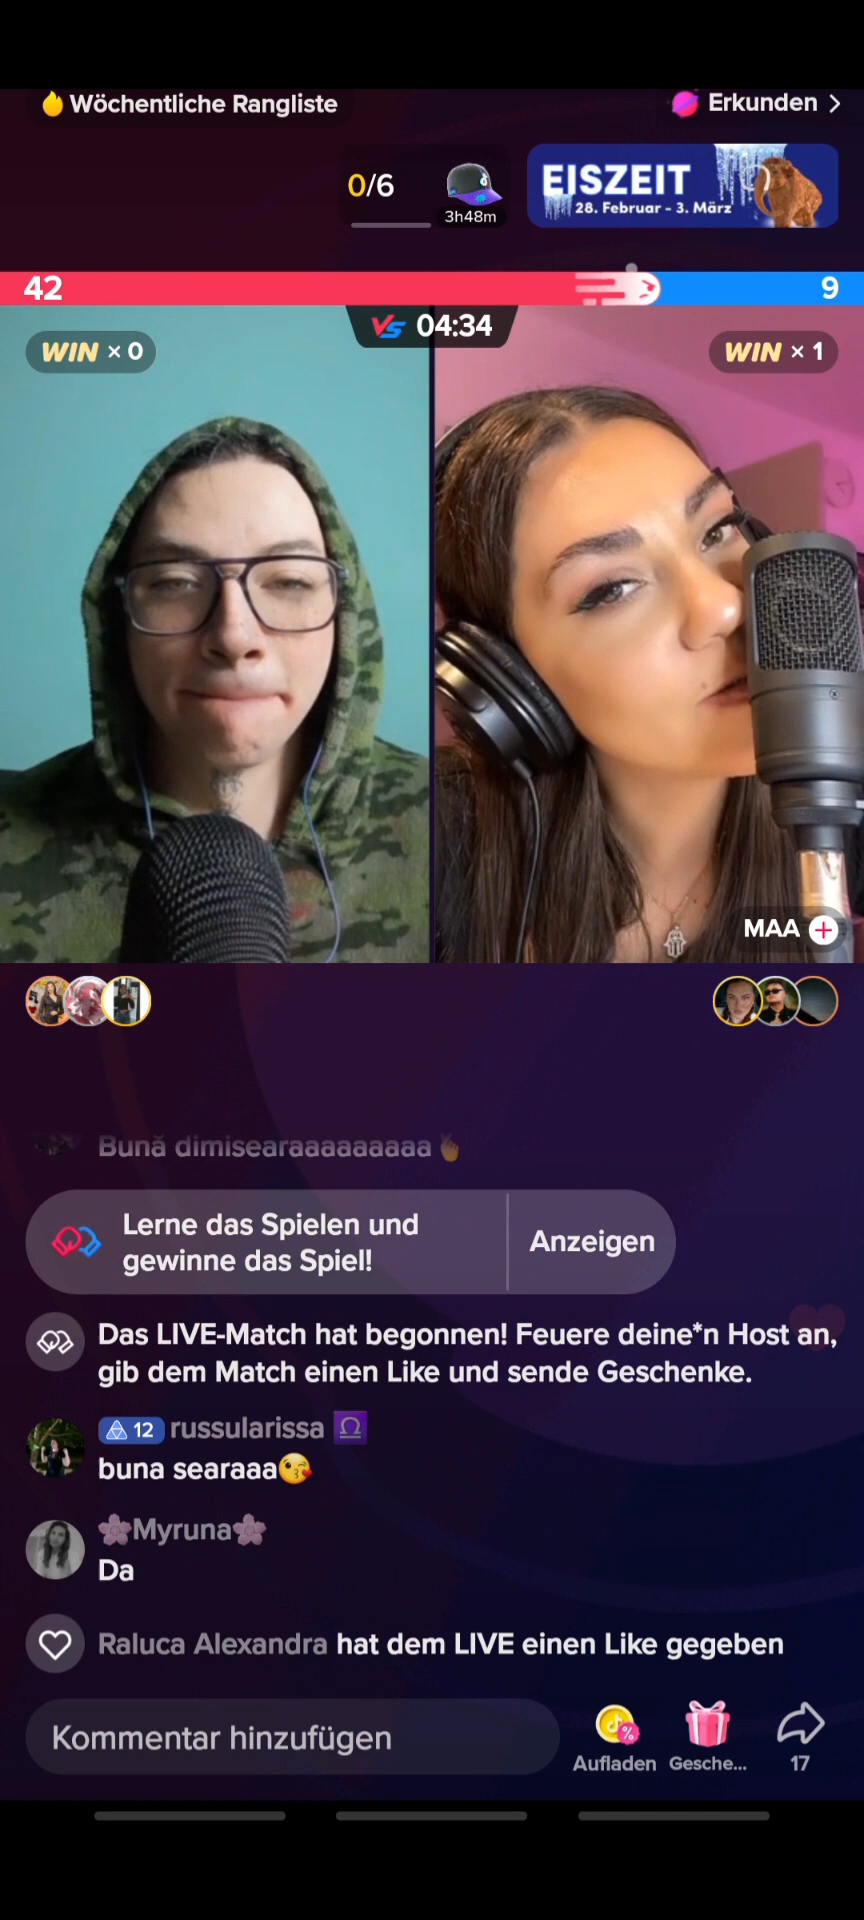 Wöchentliche Rangliste
Erkunden >
0/6
3h48m
EISZEIT
28. Februar - 3. März
42
9
VS 04:34
WIN × 0
WIN × 1
MAA +
Bună dimisearaaaaaaaaa🫰
Lerne das Spielen und
gewinne das Spiel!
Anzeigen
Das LIVE-Match hat begonnen! Feuere deine*n Host an,
gib dem Match einen Like und sende Geschenke.
12 russularissa ♎
buna searaaa😘
🌸Myruna🌸
Da
Raluca Alexandra hat dem LIVE einen Like gegeben
Kommentar hinzufügen
Aufladen
Gesche...
17